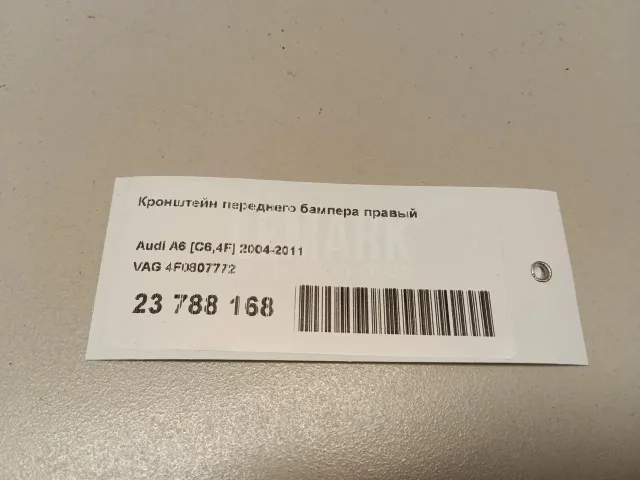 Кронштейн переднего бампера правый
Audi A6 [C6,4F] 2004-2011
VAG 4F0807772
23 788 168